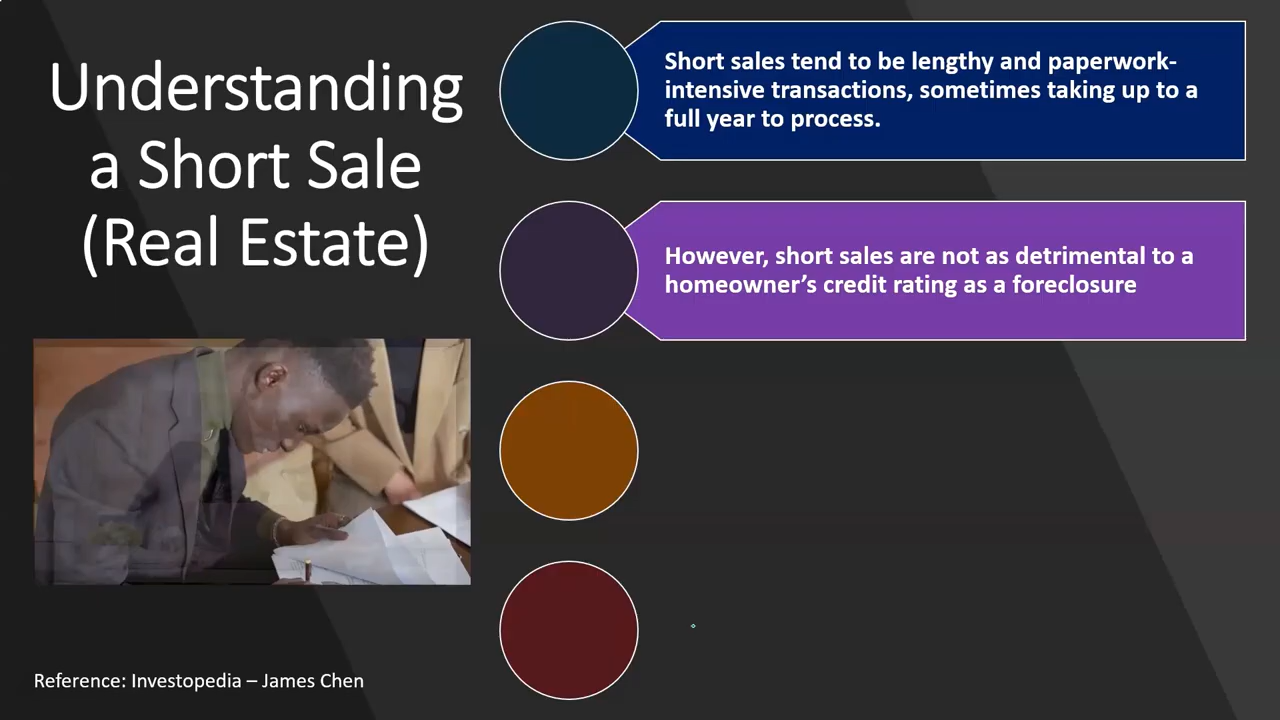 Understanding
a Short Sale
(Real Estate)
Short sales tend to be lengthy and paperwork-
intensive transactions, sometimes taking up to a
full year to process.
However, short sales are not as detrimental to a
homeowner’s credit rating as a foreclosure
Reference: Investopedia – James Chen